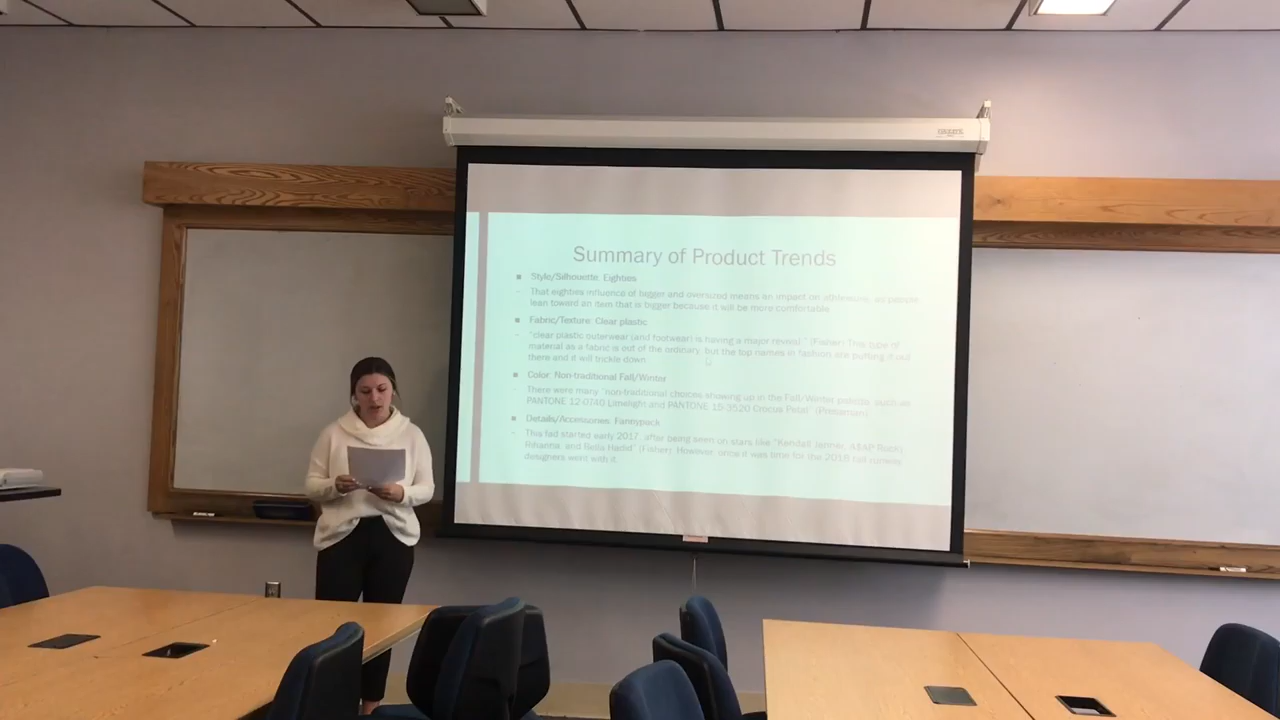 Summary of Product Trends
■ Style/Silhouette: Eighties
- That eighties influence of bigger and oversized means an impact on athleisure, as people
lean toward an item that is bigger because it will be more comfortable
■ Fabric/Texture: Clear plastic
- "clear plastic outerwear (and footwear) is having a major revival." (Fisher) This type of
material as a fabric is out of the ordinary, but the top names in fashion are putting it out
there and it will trickle down
■ Color: Non-traditional Fall/Winter
- There were many "non-traditional choices showing up in the Fall/Winter palette, such as
PANTONE 12-0740 Limelight and PANTONE 15-3520 Crocus Petal"
■ Details/Accessories: Fannypack
- This fad started early 2017, after being seen on stars like "Kendall Jenner, A$AP Rocky,
Rihanna, and Bella Hadid" (Fisher). However, once it was time for the 2018 fall runway
designers went with it.